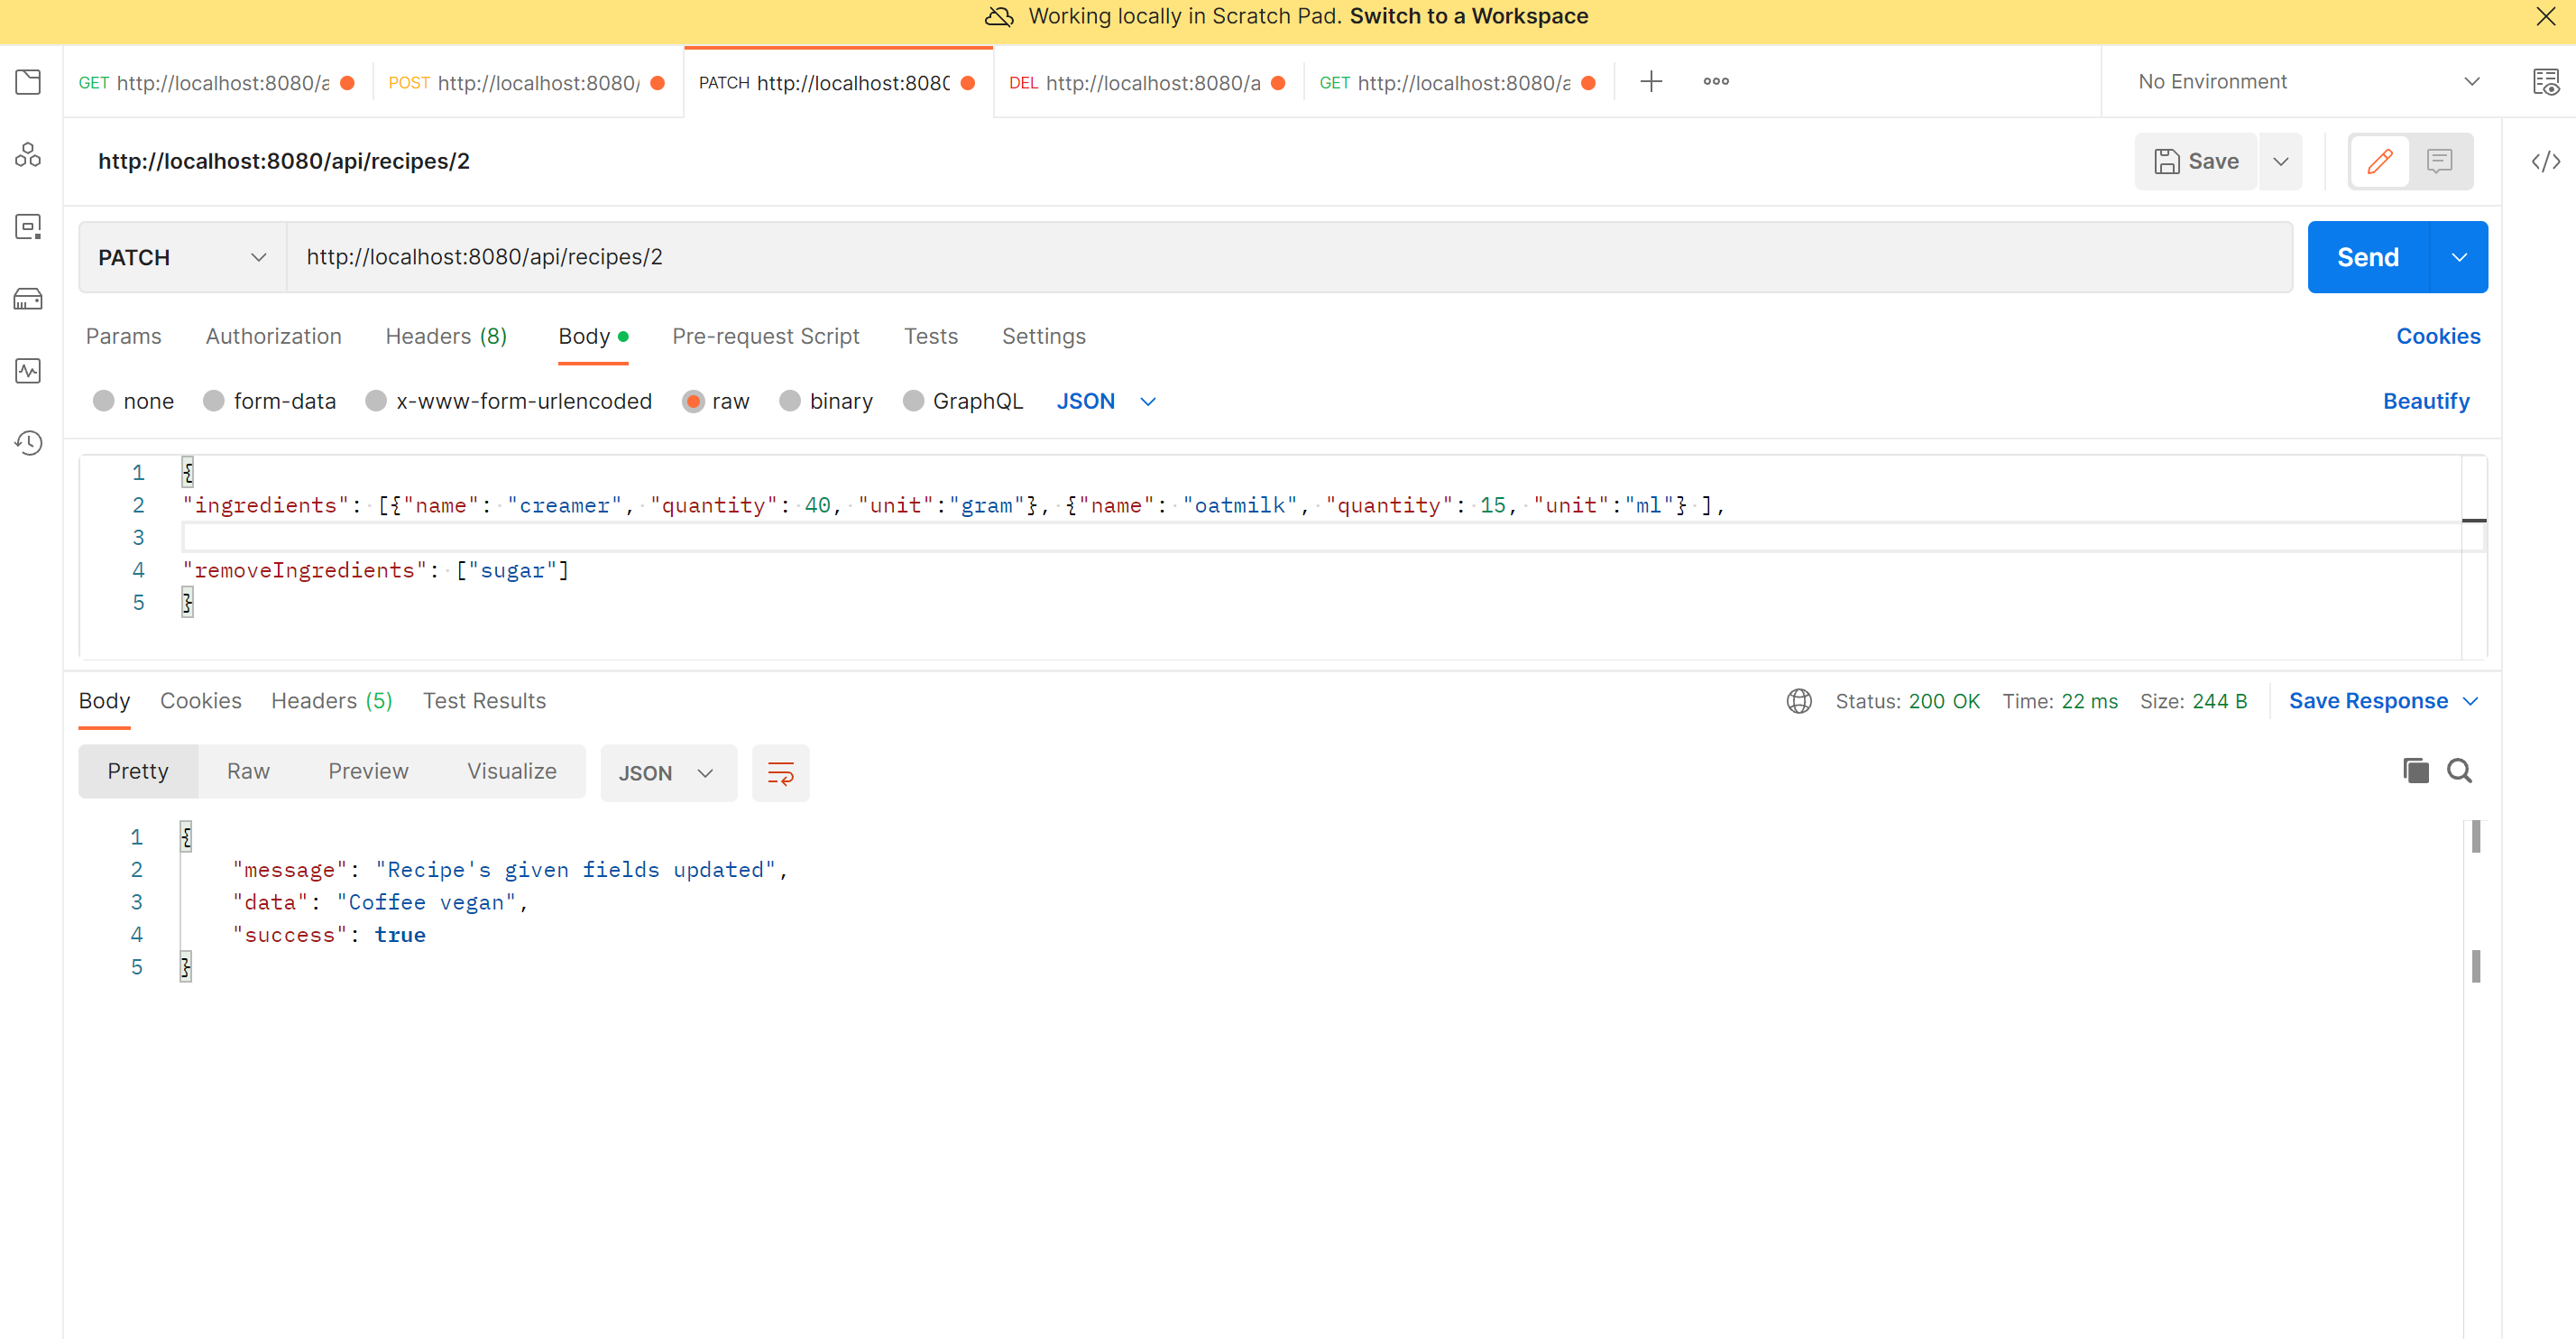 Working locally in Scratch Pad. Switch to a Workspace
GET http://localhost:8080/a
POST http://localhost:8080/
PATCH http://localhost:808(
DEL http://localhost:8080/a
GET http://localhost:8080/a
No Environment
http://localhost:8080/api/recipes/2
Save
PATCH
http://localhost:8080/api/recipes/2
Send
Params Authorization Headers (8) Body Pre-request Script Tests Settings Cookies
none form-data x-www-form-urlencoded raw binary GraphQL JSON Beautify
1 {
2 "ingredients": [{"name": "creamer", "quantity": 40, "unit":"gram"}, {"name": "oatmilk", "quantity": 15, "unit":"ml"} ],
3
4 "removeIngredients": ["sugar"]
5 }
Body Cookies Headers (5) Test Results Status: 200 OK Time: 22 ms Size: 244 B Save Response
Pretty Raw Preview Visualize JSON
1 {
2 "message": "Recipe's given fields updated",
3 "data": "Coffee vegan",
4 "success": true
5 }